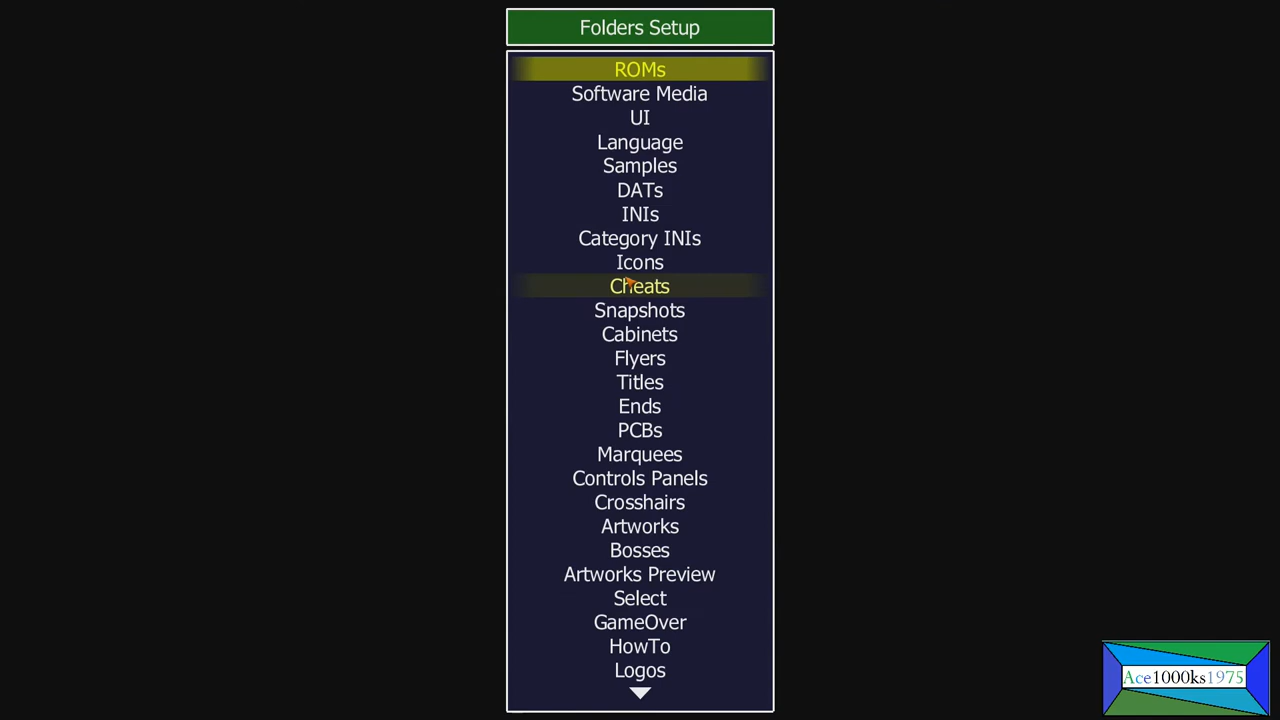 Folders Setup
ROMs
Software Media
UI
Language
Samples
DATs
INIs
Category INIs
Icons
Cheats
Snapshots
Cabinets
Flyers
Titles
Ends
PCBs
Marquees
Controls Panels
Crosshairs
Artworks
Bosses
Artworks Preview
Select
GameOver
HowTo
Logos
Ace1000ks1975